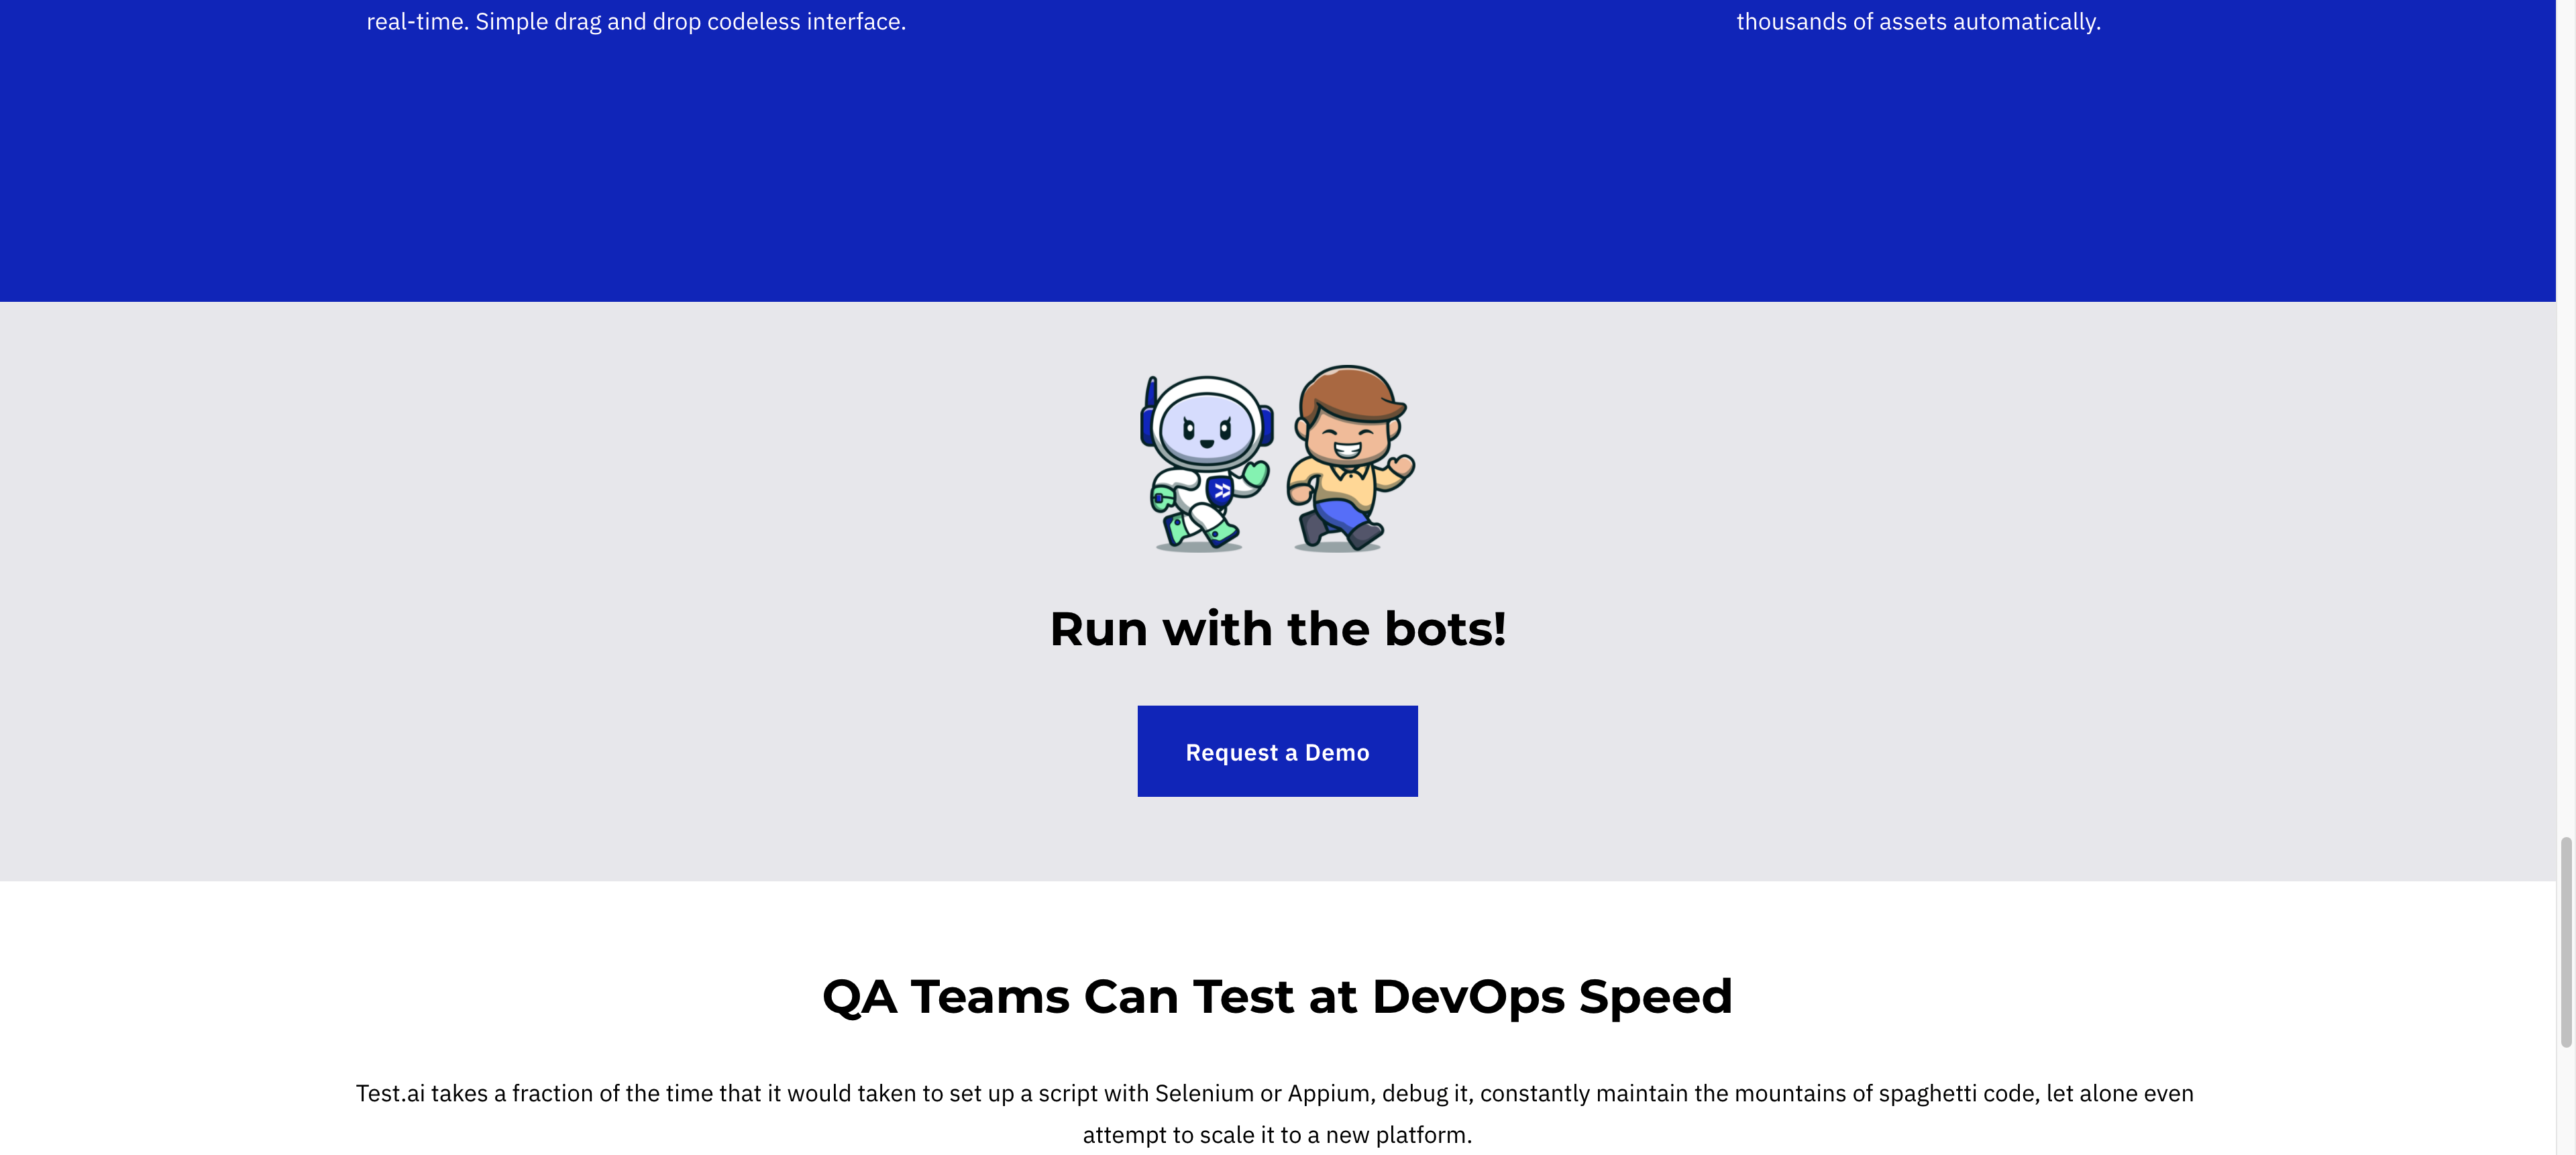 real-time. Simple drag and drop codeless interface.
thousands of assets automatically.
Run with the bots!
Request a Demo
QA Teams Can Test at DevOps Speed
Test.ai takes a fraction of the time that it would taken to set up a script with Selenium or Appium, debug it, constantly maintain the mountains of spaghetti code, let alone even
attempt to scale it to a new platform.